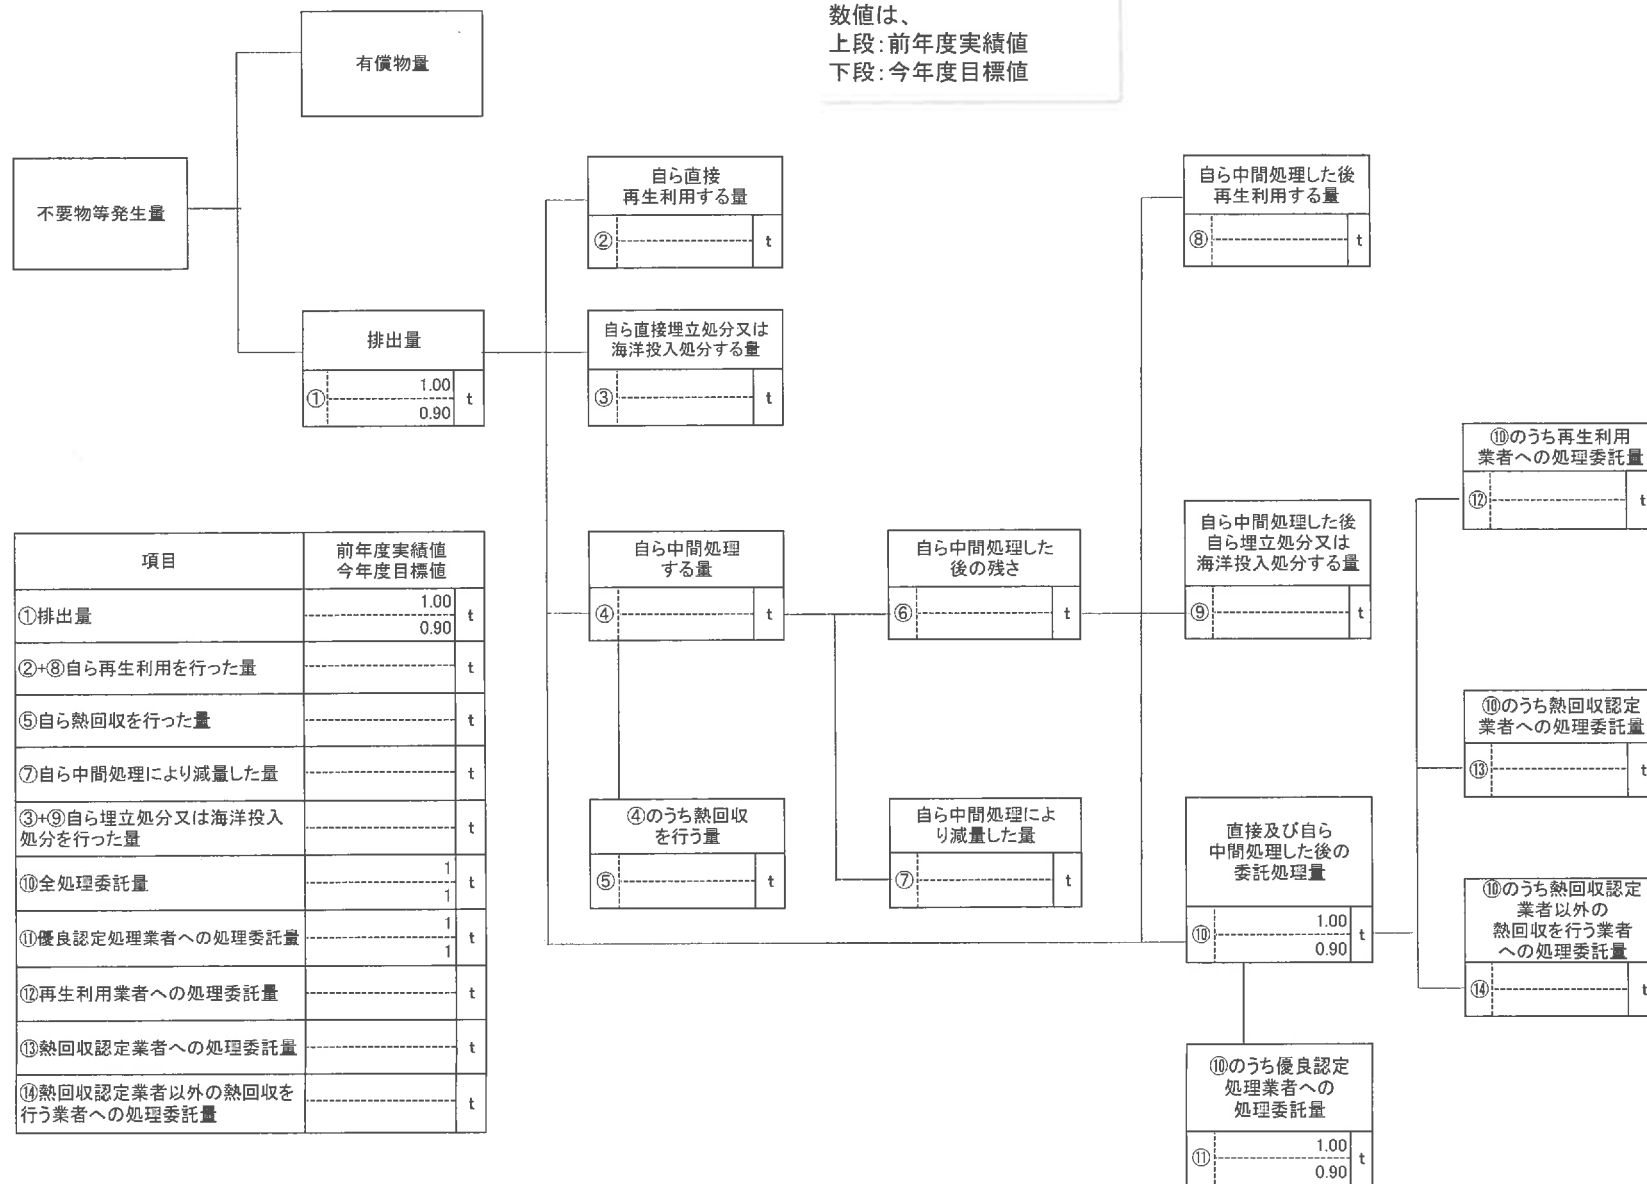 数値は、
上段:前年度実績値
下段:今年度目標値
有償物量
不要物等発生量
排出量
① 1.00 t
0.90
自ら直接
再生利用する量
② t
自ら直接埋立処分又は
海洋投入処分する量
③ t
自ら中間処理した後
再生利用する量
⑧ t
自ら中間処理
する量
④ t
自ら中間処理した
後の残さ
⑥ t
自ら中間処理した後
自ら埋立処分又は
海洋投入処分する量
⑨ t
④のうち熱回収
を行う量
⑤ t
自ら中間処理によ
り減量した量
⑦ t
直接及び自ら
中間処理した後の
委託処理量
⑩ 1.00 t
0.90
⑩のうち優良認定
処理業者への
処理委託量
⑪ 1.00 t
0.90
⑩のうち再生利用
業者への処理委託量
⑫ t
⑩のうち熱回収認定
業者への処理委託量
⑬ t
⑩のうち熱回収認定
業者以外の
熱回収を行う業者
への処理委託量
⑭ t
項目 前年度実績値
今年度目標値
①排出量 1.00 t
0.90
②+⑧自ら再生利用を行った量 t
⑤自ら熱回収を行った量 t
⑦自ら中間処理により減量した量 t
③+⑨自ら埋立処分又は海洋投入
処分を行った量 t
⑩全処理委託量 1 t
1
⑪優良認定処理業者への処理委託量 1 t
1
⑫再生利用業者への処理委託量 t
⑬熱回収認定業者への処理委託量 t
⑭熱回収認定業者以外の熱回収を
行う業者への処理委託量 t